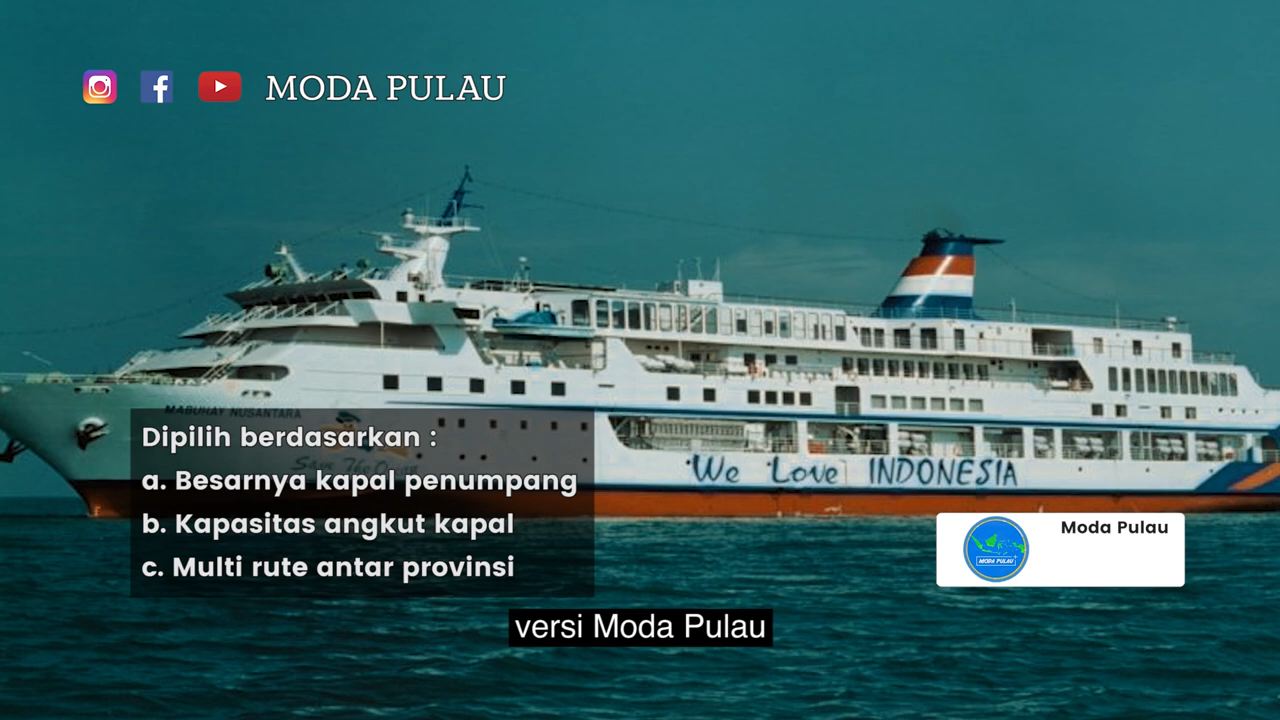 MODA PULAU
MABUHAY NUSANTARA
Dipilih berdasarkan :
a. Besarnya kapal penumpang
b. Kapasitas angkut kapal
c. Multi rute antar provinsi
We Love INDONESIA
Moda Pulau
MODA PULAU
versi Moda Pulau